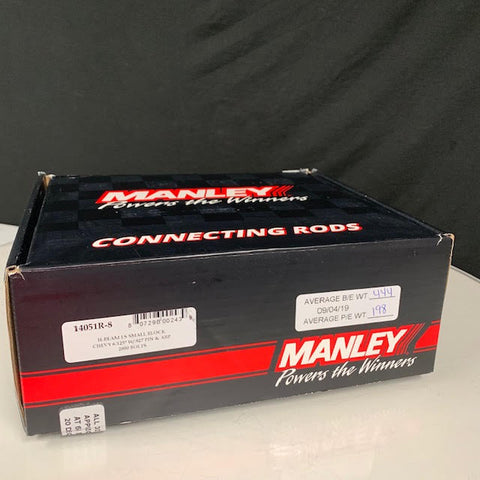 MANLEY
Powers the Winners
CONNECTING RODS
14051R-8
H-BEAM LS SMALL BLOCK
CHEVY 6.125" W/.927 PIN & ARP
2000 BOLTS
AVERAGE B/E WT. 444
09/04/19
AVERAGE P/E WT. 198
MANLEY
Powers the Winners